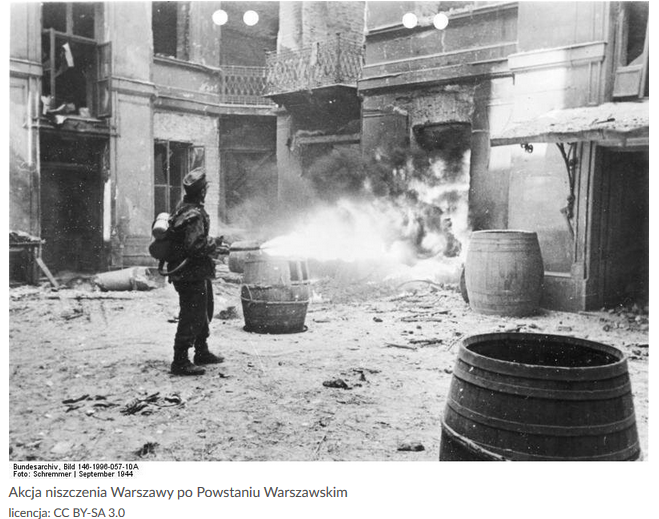 Bundesarchiv, Bild 146-1996-057-10A
Foto: Schremmer | September 1944
Akcja niszczenia Warszawy po Powstaniu Warszawskim
licencja: CC BY-SA 3.0